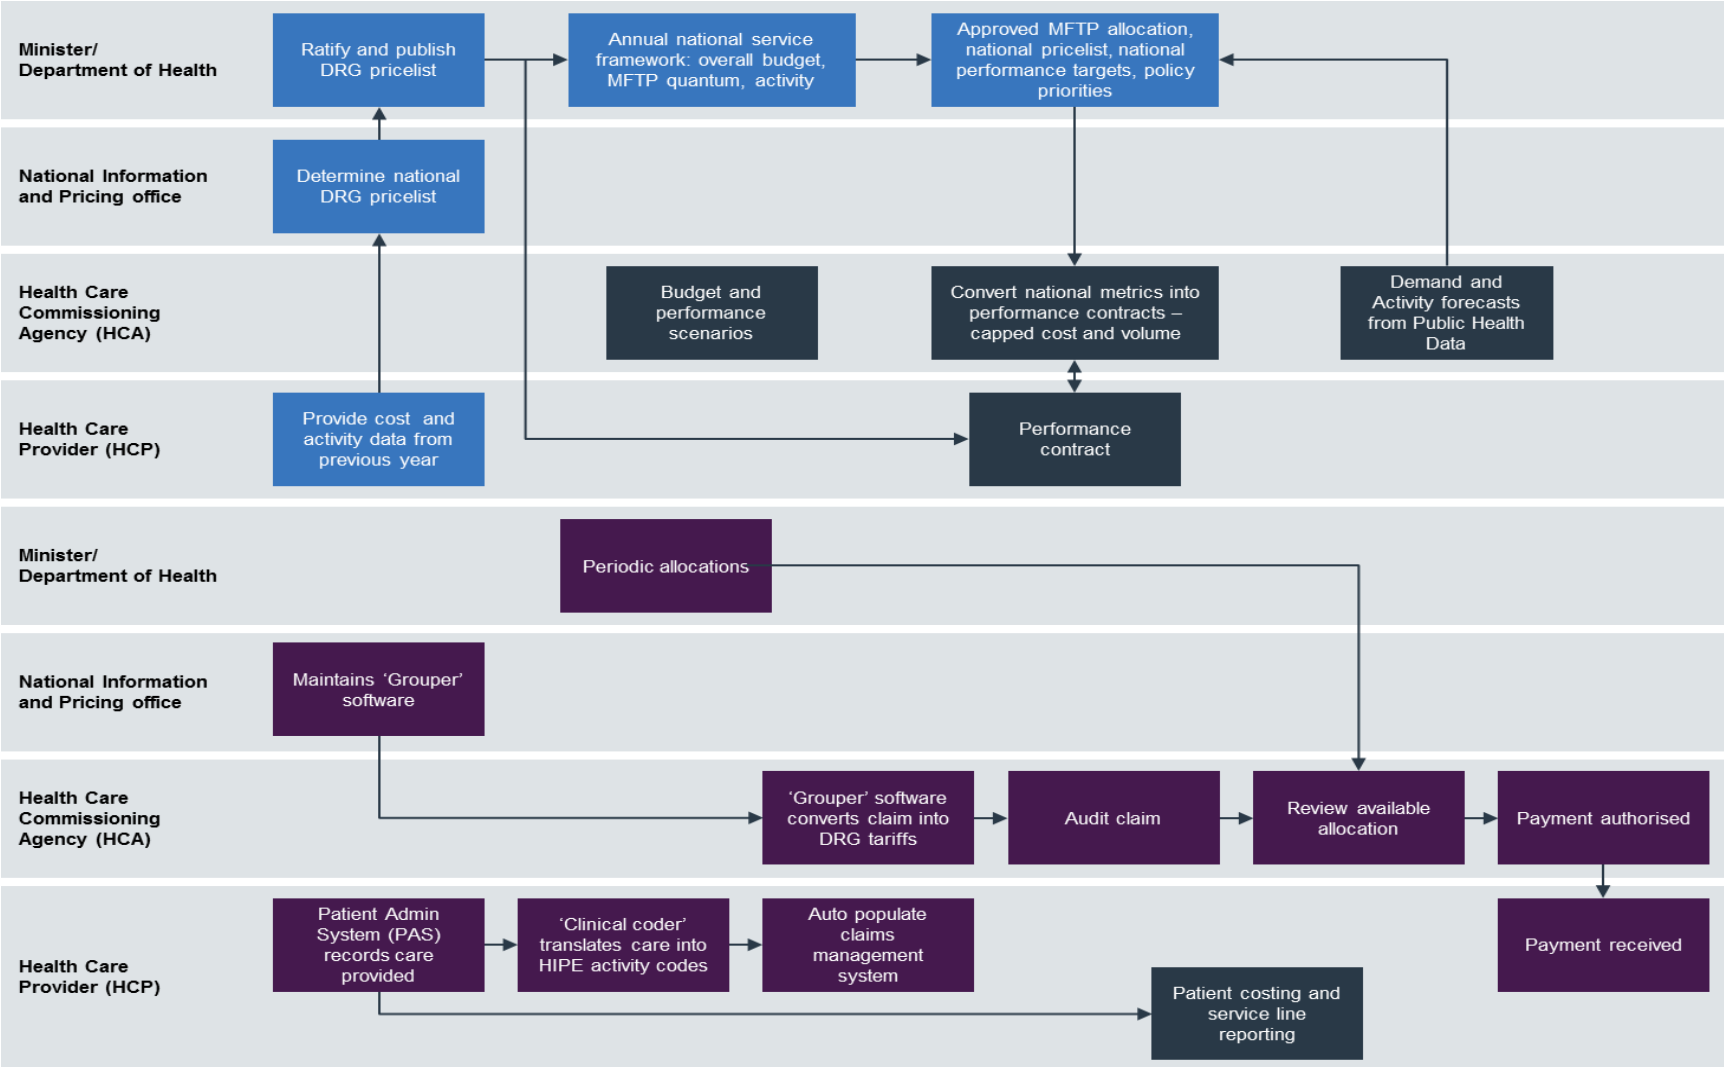 Minister/
Department of Health
Ratify and publish
DRG pricelist
Annual national service
framework: overall budget,
MFTP quantum, activity
Approved MFTP allocation,
national pricelist, national
performance targets, policy
priorities
National Information
and Pricing office
Determine national
DRG pricelist
Health Care
Commissioning
Agency (HCA)
Budget and
performance
scenarios
Convert national metrics into
performance contracts –
capped cost and volume
Demand and
Activity forecasts
from Public Health
Data
Health Care
Provider (HCP)
Provide cost and
activity data from
previous year
Performance
contract
Minister/
Department of Health
Periodic allocations
National Information
and Pricing office
Maintains ‘Grouper’
software
Health Care
Commissioning
Agency (HCA)
‘Grouper’ software
converts claim into
DRG tariffs
Audit claim
Review available
allocation
Payment authorised
Health Care
Provider (HCP)
Patient Admin
System (PAS)
records care
provided
‘Clinical coder’
translates care into
HIPE activity codes
Auto populate
claims
management
system
Patient costing and
service line
reporting
Payment received